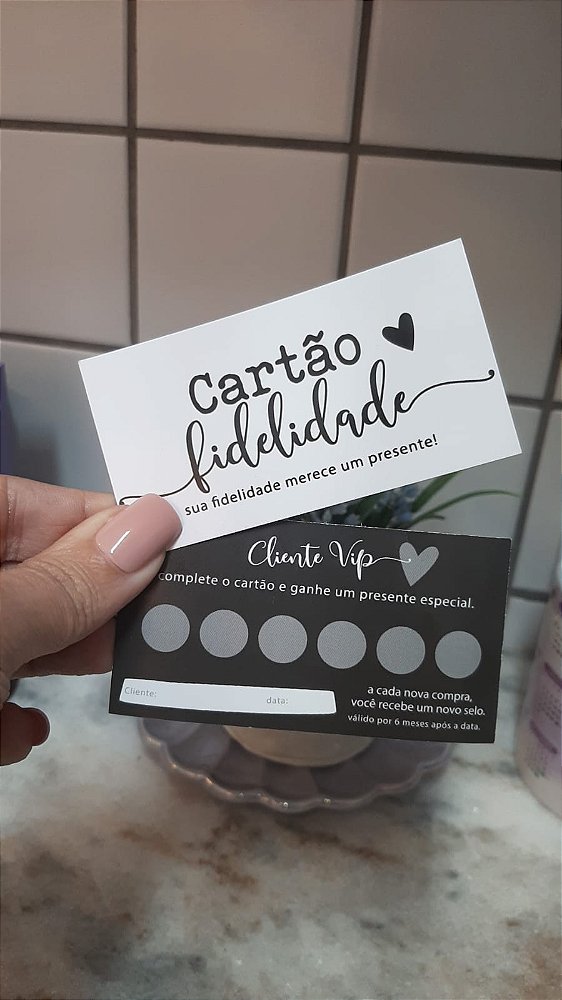 Cartão
fidelidade
sua fidelidade merece um presente!
Cliente Vip
complete o cartão e ganhe um presente especial.
Cliente; data:
a cada nova compra,
você recebe um novo selo.
válido por 6 meses após a data.